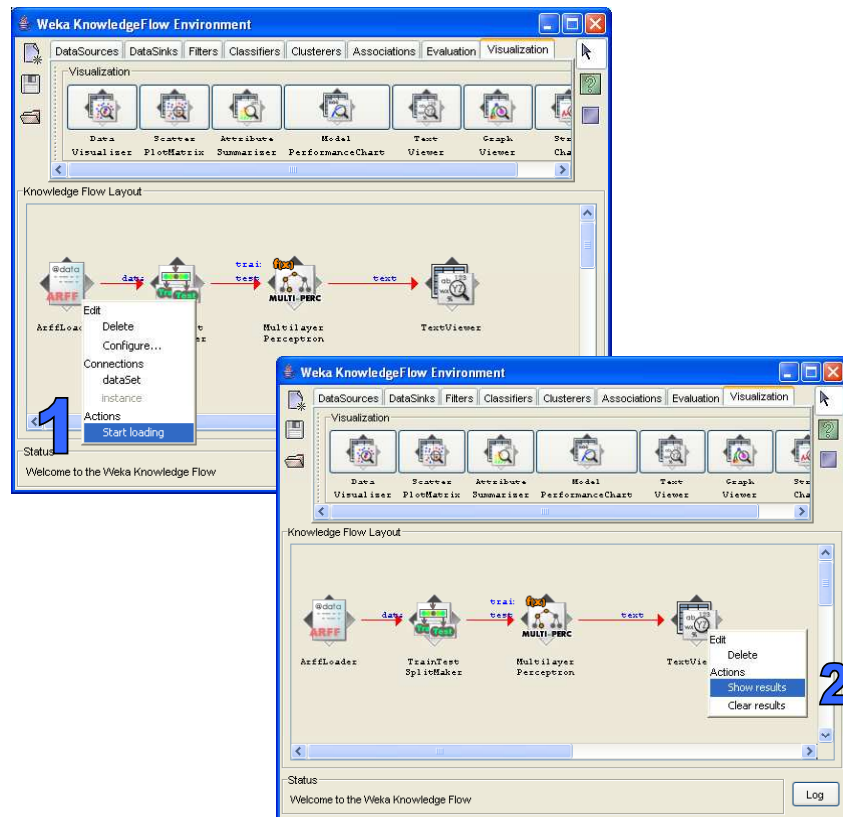 Weka KnowledgeFlow Environment
DataSources DataSinks Filters Classifiers Clusterers Associations Evaluation Visualization
Visualization
Data Visualizer
Scatter PlotMatrix
Attribute Summarizer
Model PerformanceChart
Text Viewer
Graph Viewer
Knowledge Flow Layout
@data
ARFF
MULTI-PERC
text
Multilayer Perceptron
TextViewer
Edit
Delete
Configure...
Connections
dataSet
instance
Actions
Start loading
1
Status
Welcome to the Weka Knowledge Flow
Weka KnowledgeFlow Environment
DataSources DataSinks Filters Classifiers Clusterers Associations Evaluation Visualization
Visualization
Data Visualizer
Scatter PlotMatrix
Attribute Summarizer
Model PerformanceChart
Text Viewer
Graph Viewer
Knowledge Flow Layout
@data
ARFF
MULTI-PERC
text
ArffLoader
TrainTest SplitMaker
Multilayer Perceptron
Edit
Delete
Actions
Show results
Clear results
2
Status
Welcome to the Weka Knowledge Flow
Log